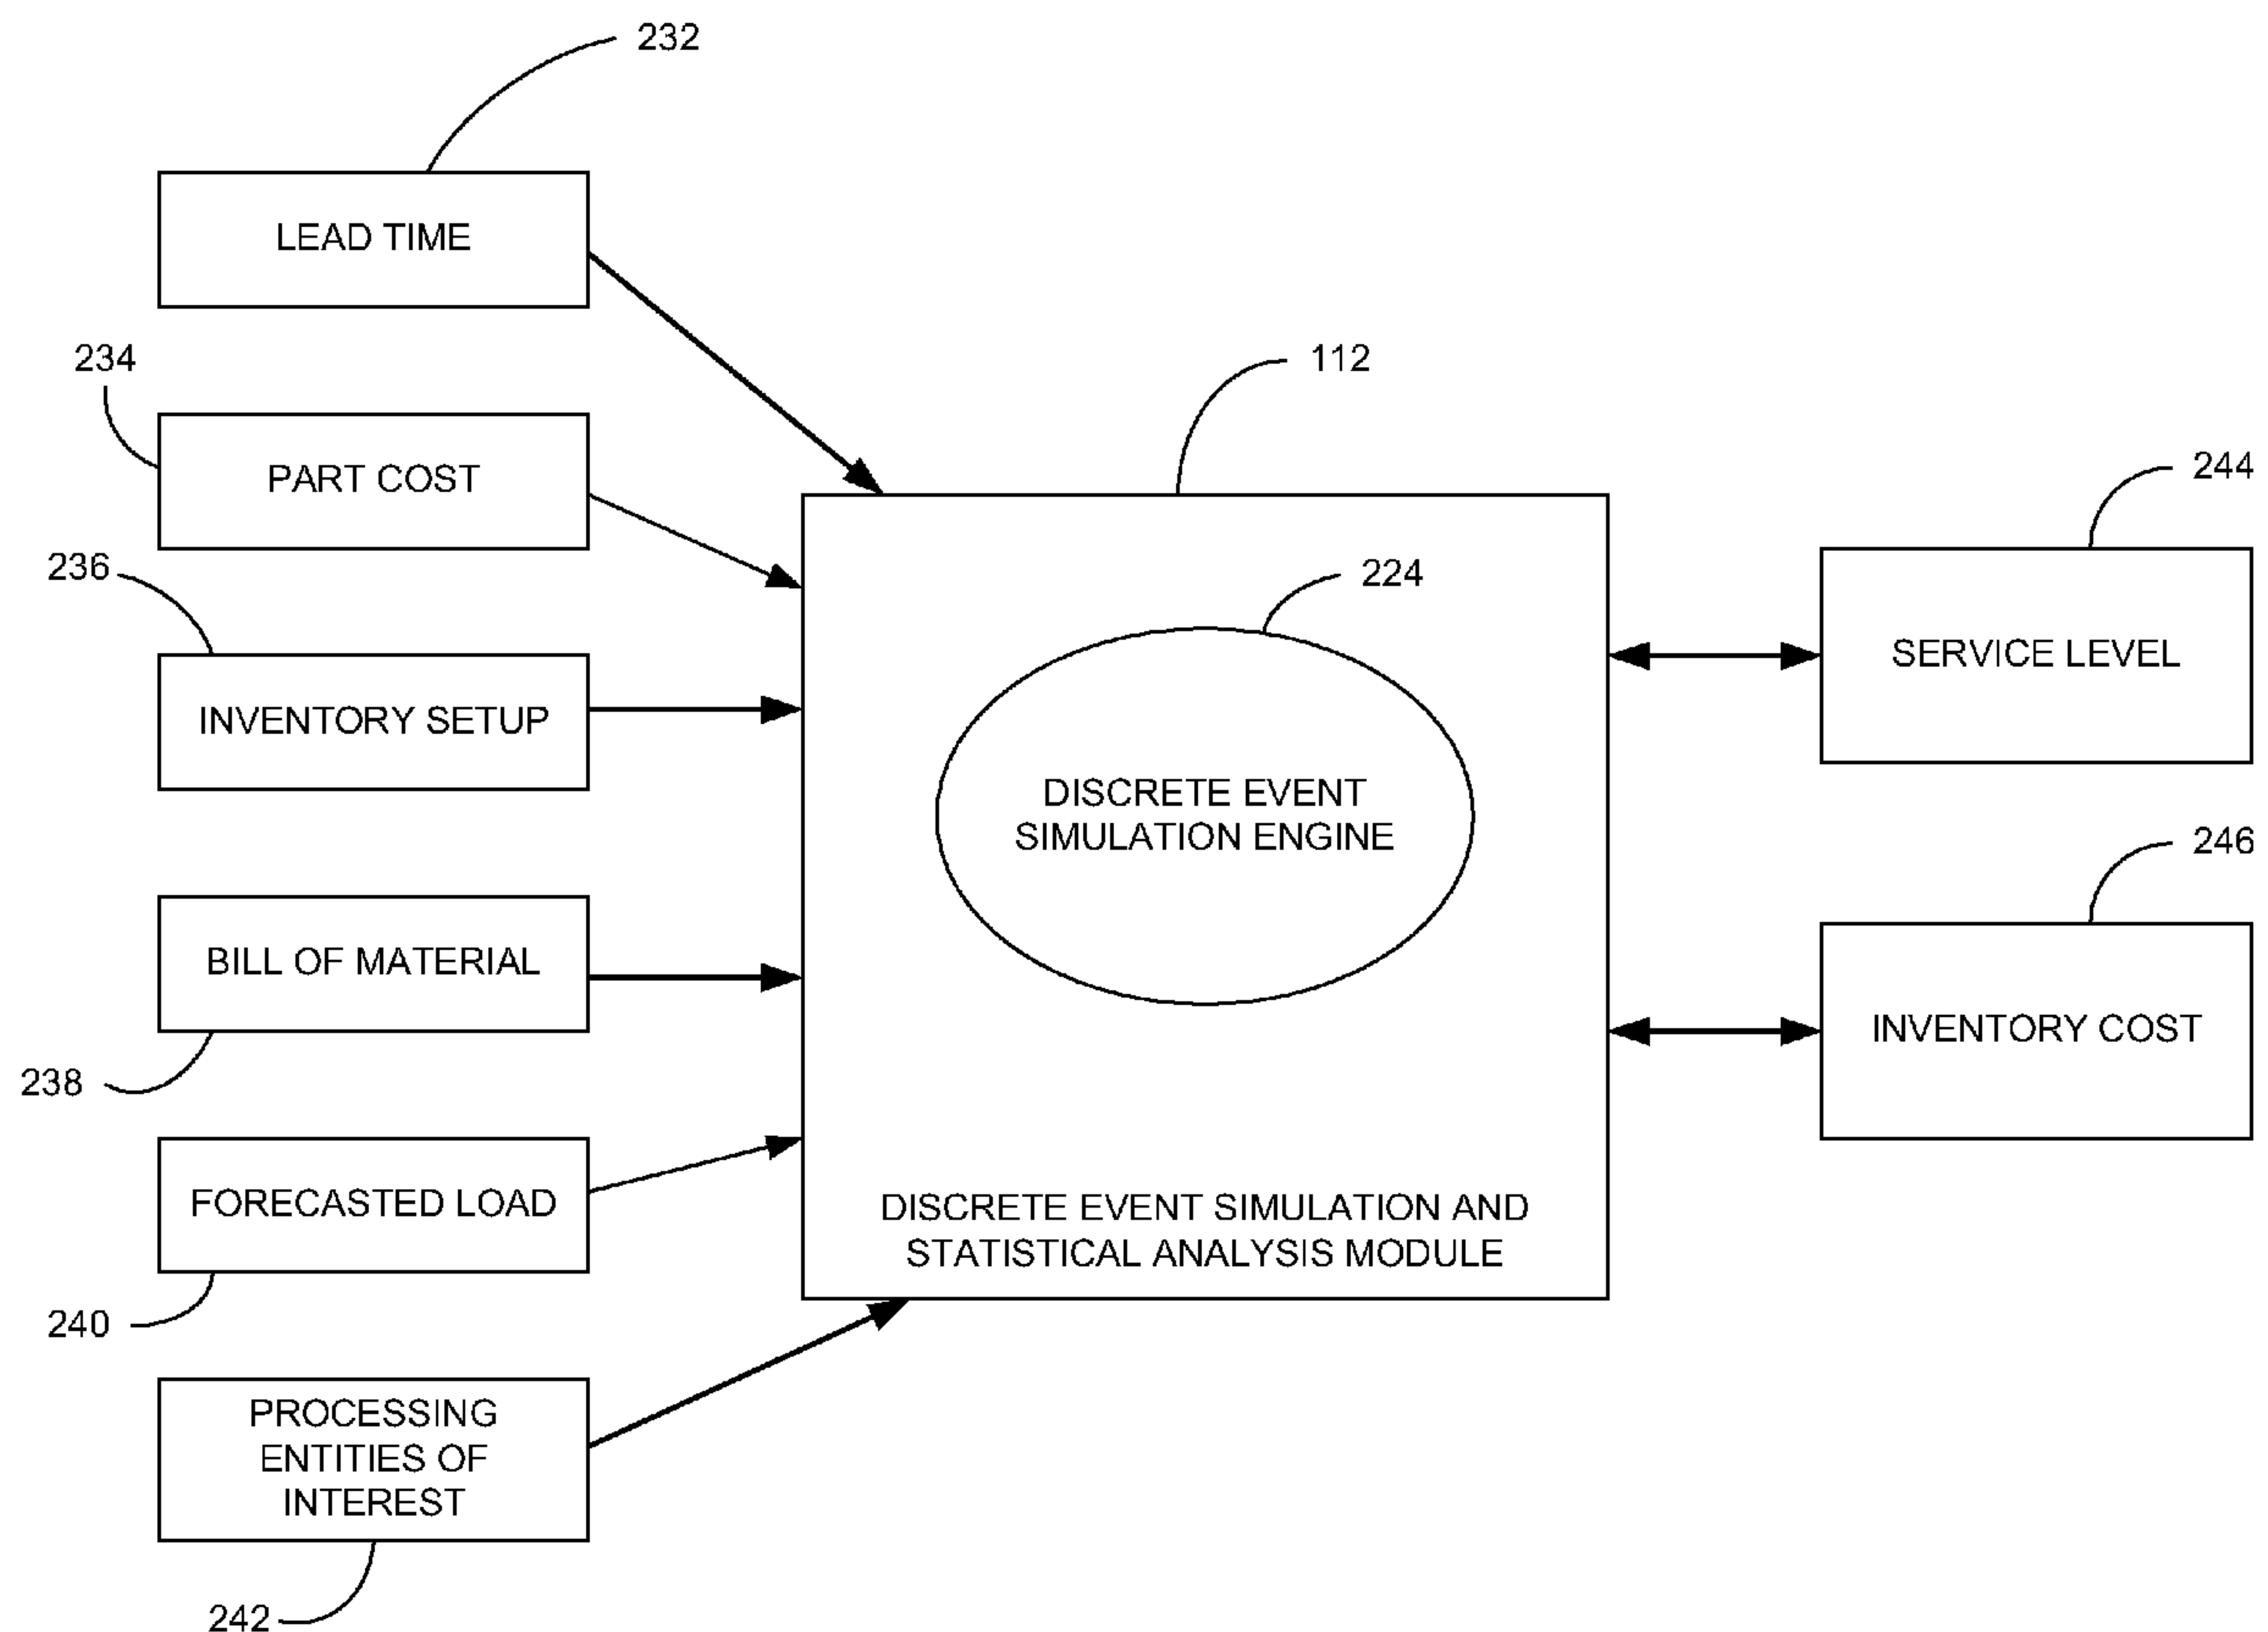 232
LEAD TIME
234
PART COST
236
INVENTORY SETUP
BILL OF MATERIAL
238
FORECASTED LOAD
240
PROCESSING
ENTITIES OF
INTEREST
242
112
224
DISCRETE EVENT
SIMULATION ENGINE
DISCRETE EVENT SIMULATION AND
STATISTICAL ANALYSIS MODULE
244
SERVICE LEVEL
246
INVENTORY COST